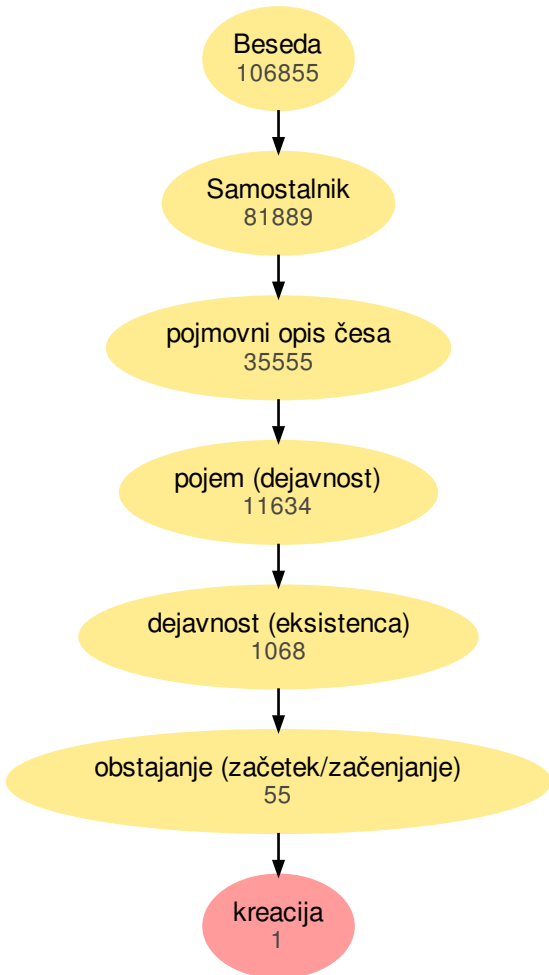 Beseda
106855
Samostalnik
81889
pojmovni opis česa
35555
pojem (dejavnost)
11634
dejavnost (eksistenca)
1068
obstajanje (začetek/začenjanje)
55
kreacija
1